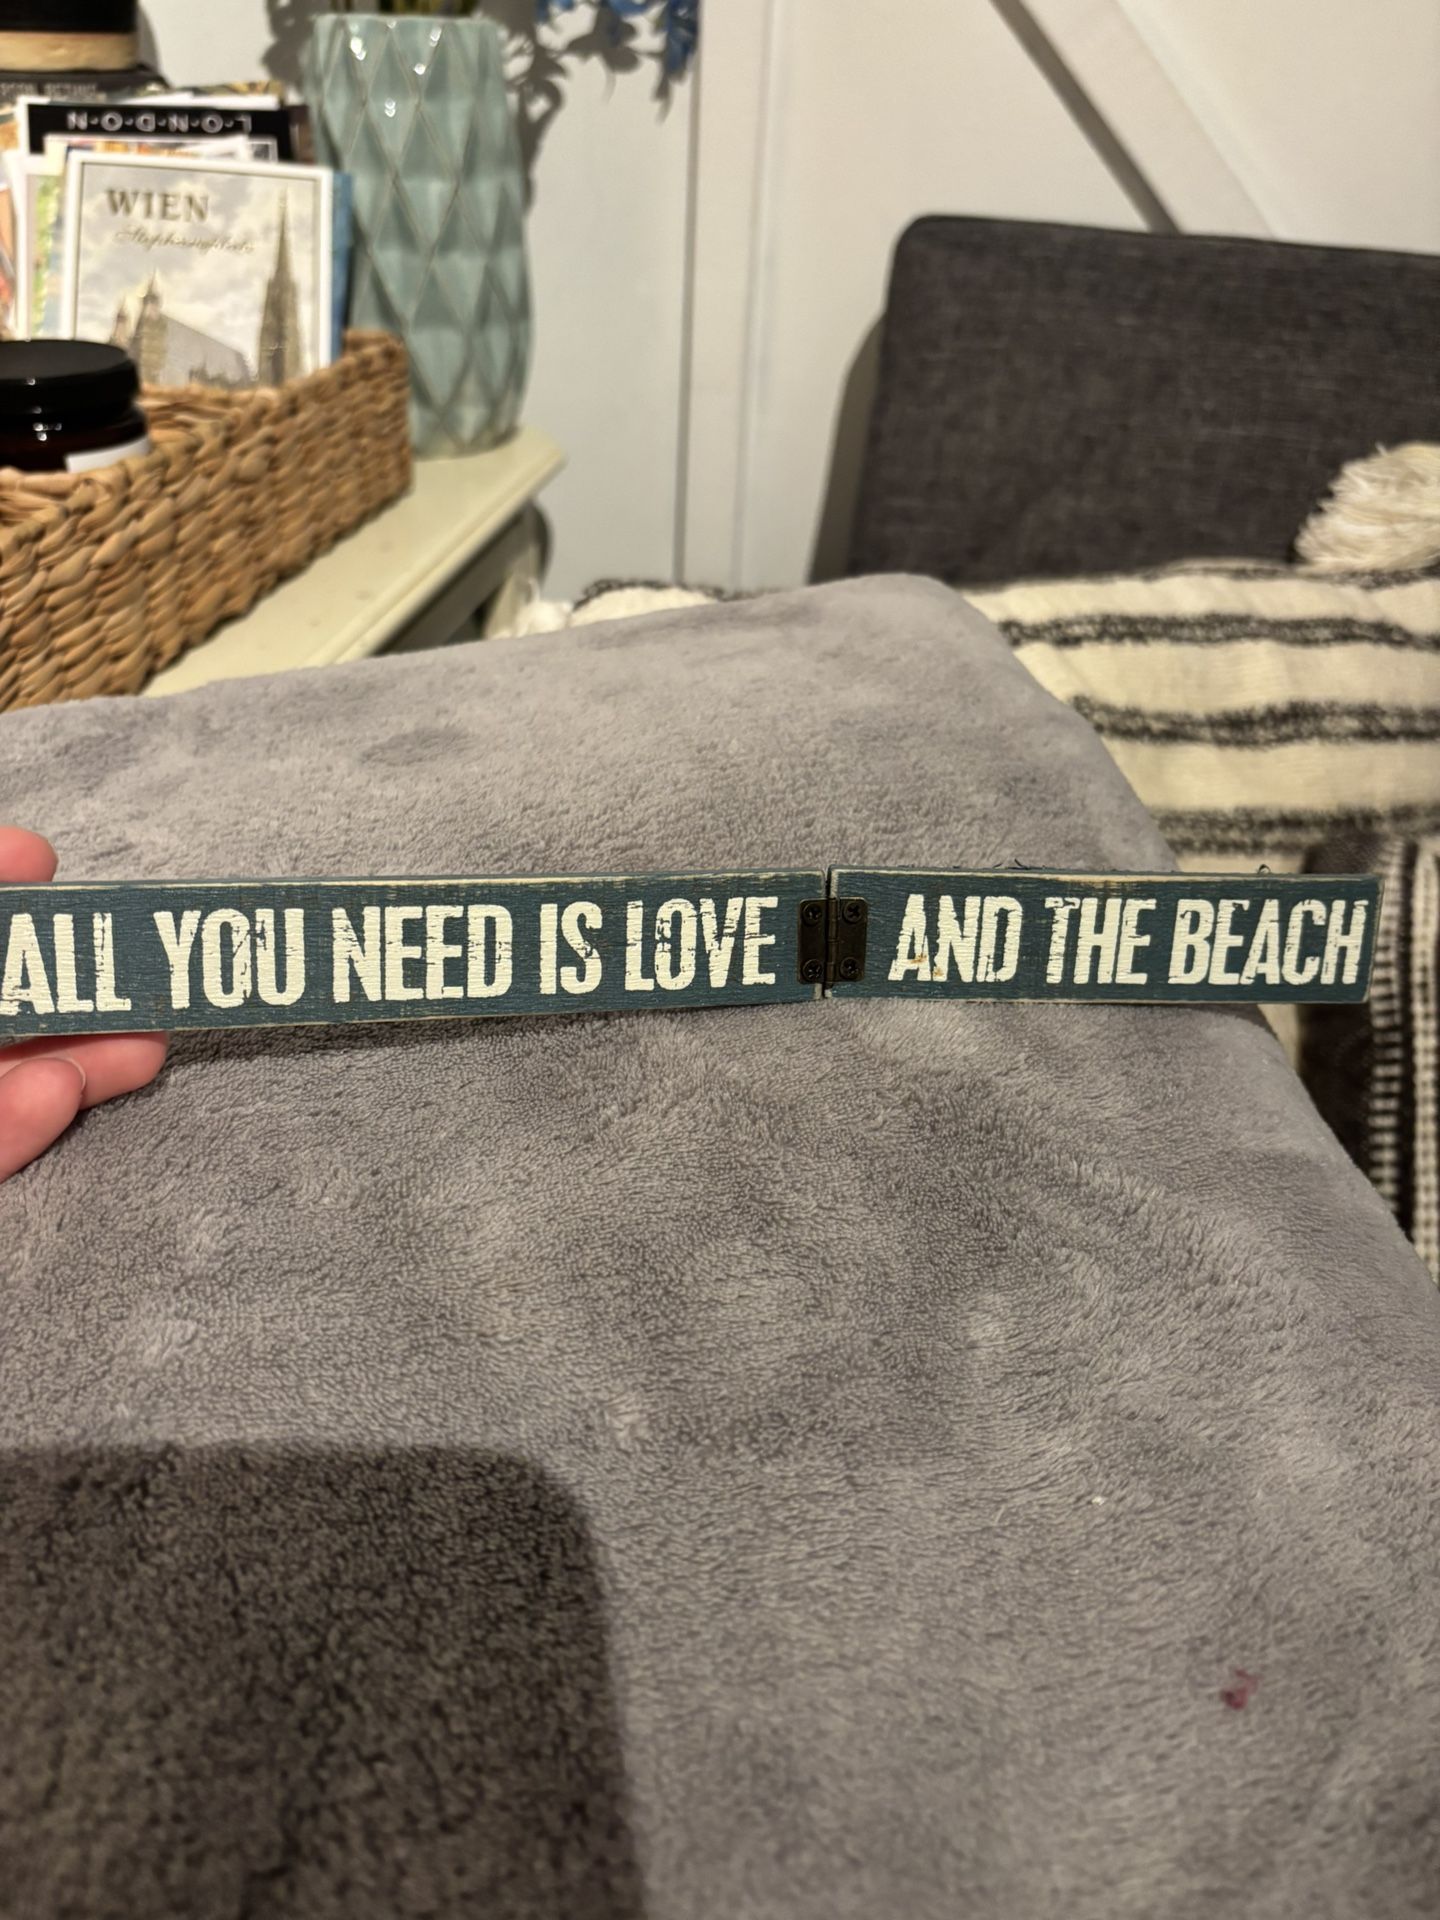 L·O·N·D·O·N
WIEN
ALL YOU NEED IS LOVE AND THE BEACH